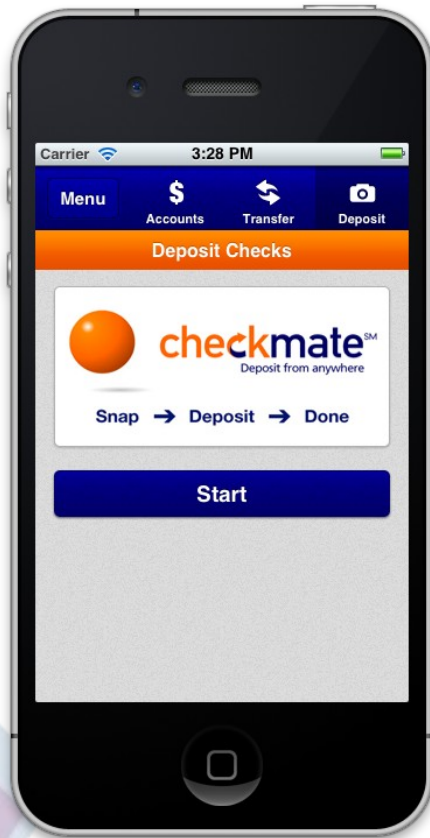 Carrier 3:28 PM
Menu $ Accounts Transfer Deposit
Deposit Checks
checkmate℠
Deposit from anywhere
Snap → Deposit → Done
Start